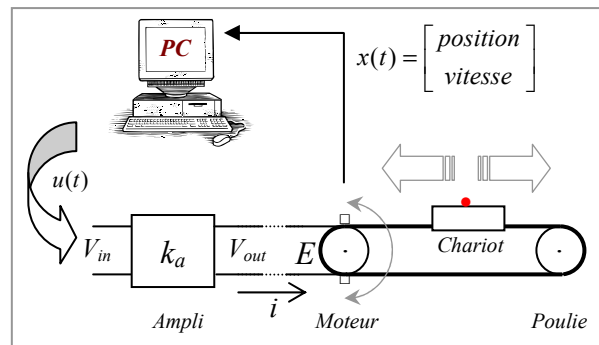 PC
x(t) = [position
vitesse]
u(t)
V_in
k_a
V_out
E
i
Chariot
Ampli
Moteur
Poulie